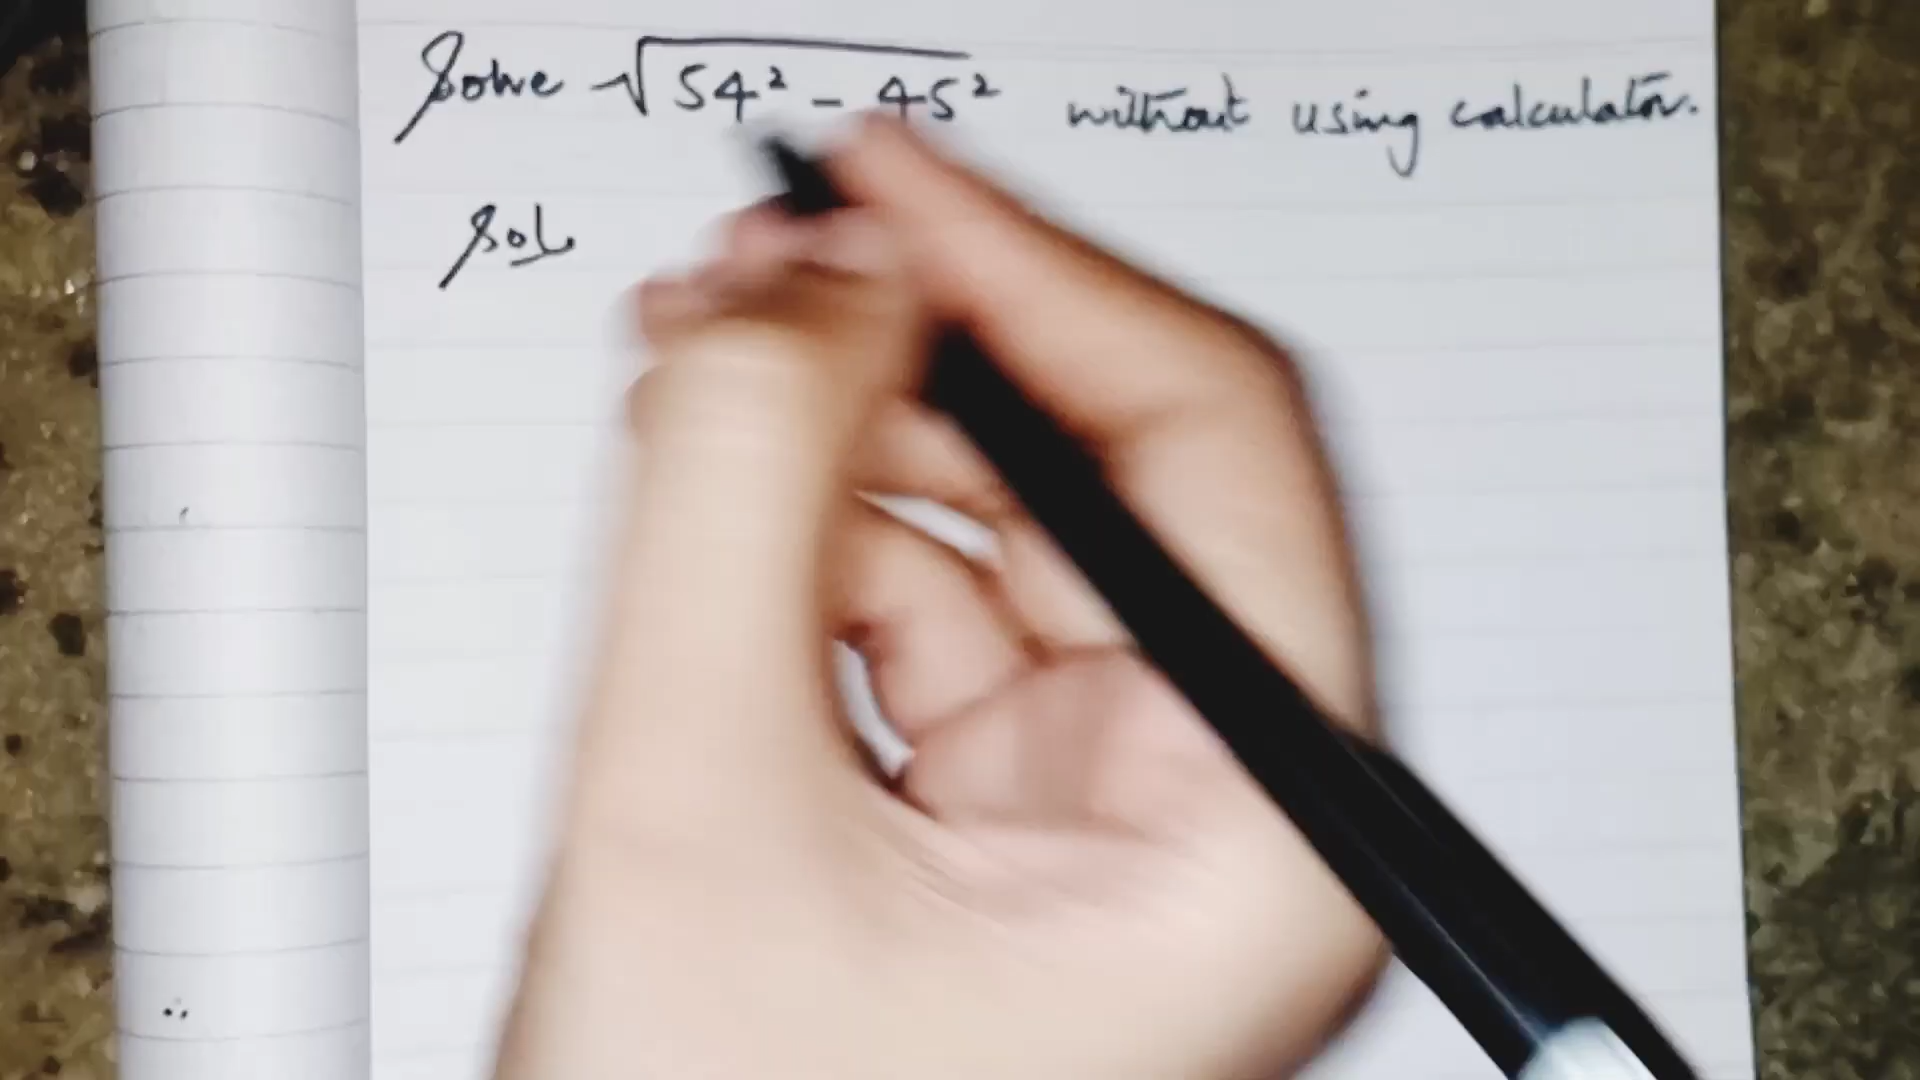 Solve √54² - 45² without using calculator.
Sol